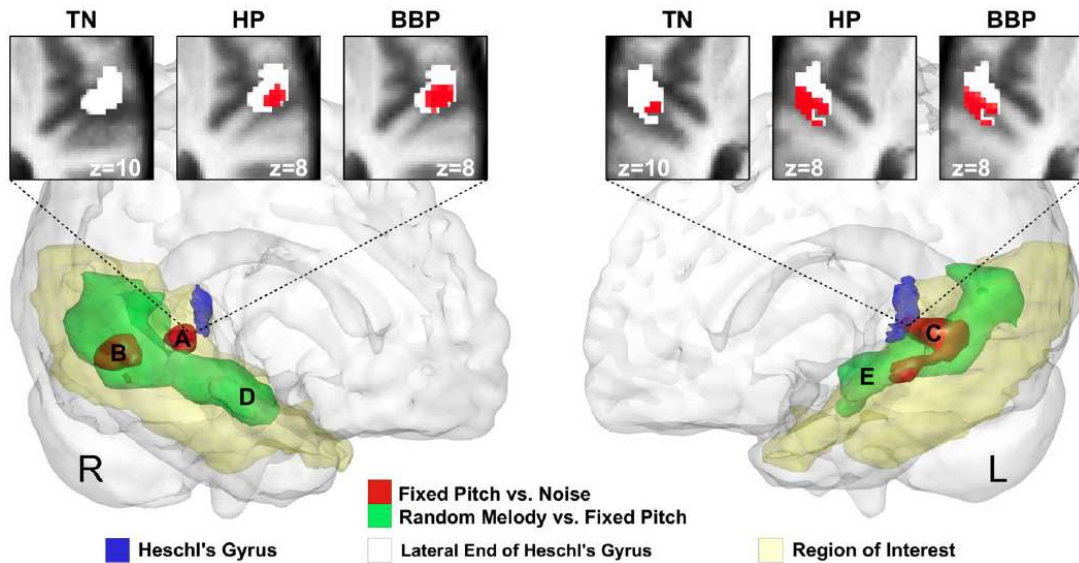 TN HP BBP TN HP BBP
z=10 z=8 z=8 z=10 z=8 z=8
A C
B
E
D
R L
Fixed Pitch vs. Noise
Random Melody vs. Fixed Pitch
Heschl's Gyrus Lateral End of Heschl's Gyrus Region of Interest